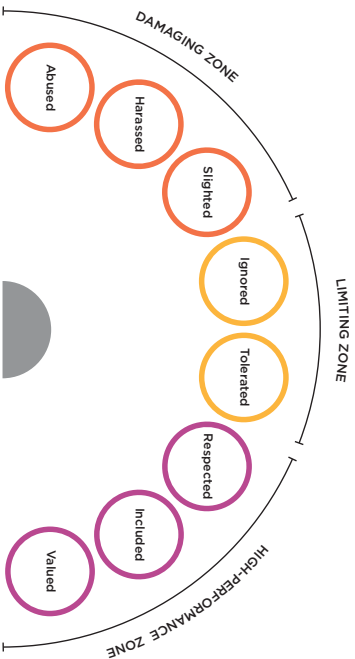 DAMAGING ZONE
Abused
Harassed
Slighted
LIMITING ZONE
Ignored
Tolerated
HIGH-PERFORMANCE ZONE
Respected
Included
Valued